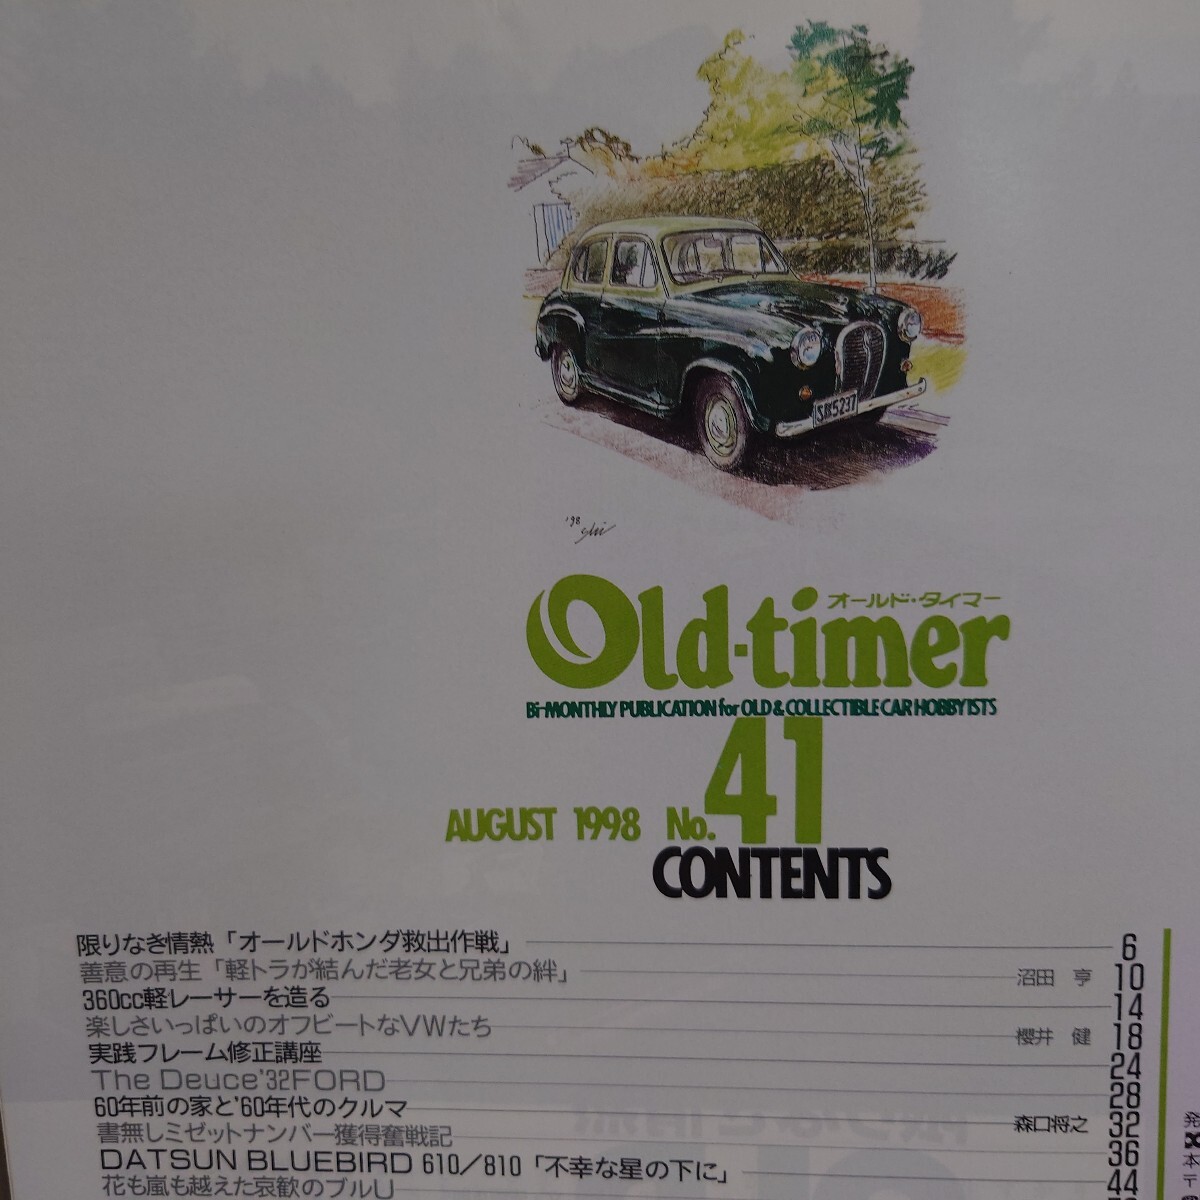 '98
オールド・タイマー
Old-timer
Bi-MONTHLY PUBLICATION for OLD & COLLECTIBLE CAR HOBBYISTS
AUGUST 1998 No.41
CONTENTS
限りなき情熱「オールドホンダ救出作戦」 6
善意の再生「軽トラが結んだ老女と兄弟の絆」 沼田 亨 10
360cc軽レーサーを造る 14
楽しさいっぱいのオフビートなVWたち 櫻井 健 18
実践フレーム修正講座 24
The Deuce'32FORD 28
60年前の家と'60年代のクルマ 森口将之 32
書無しミゼットナンバー獲得奮戦記 36
DATSUN BLUEBIRD 610/810「不幸な星の下に」 44
花も嵐も越えた哀歓のブルU
発
本
〒